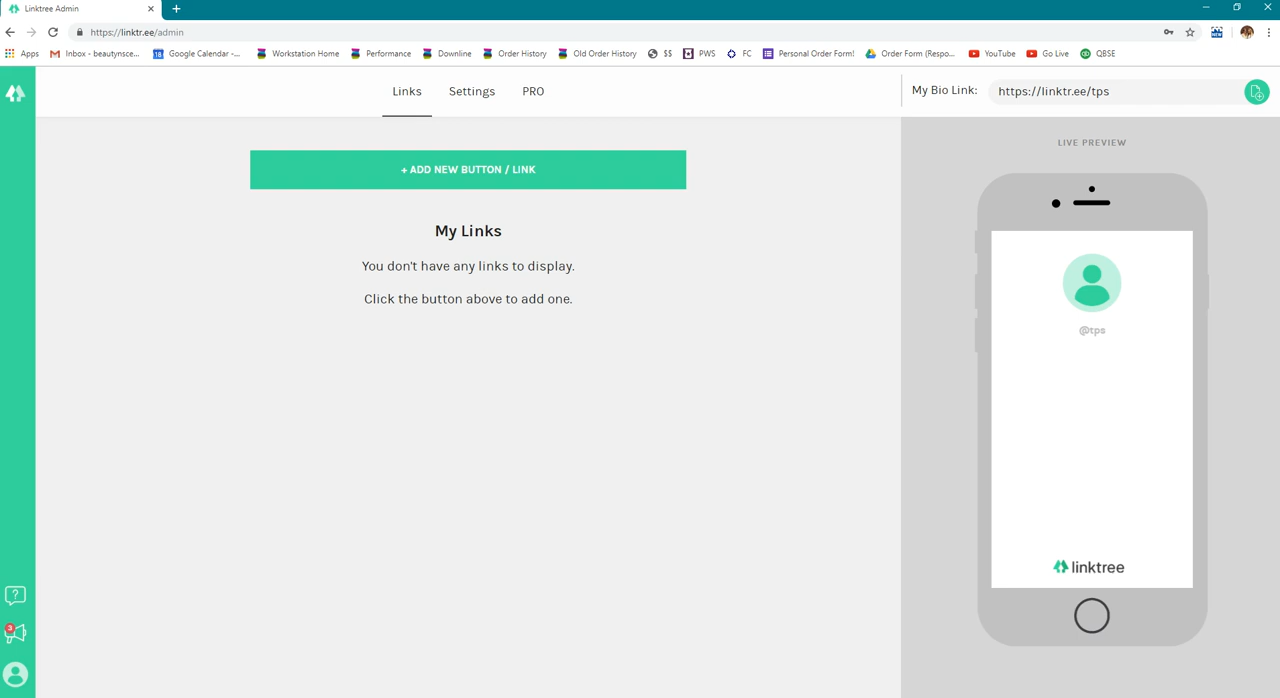 Linktree Admin
https://linktr.ee/admin
Apps Inbox - beautynsce... Google Calendar -... Workstation Home Performance Downline Order History Old Order History $$ PWS FC Personal Order Form! Order Form (Respo... YouTube Go Live QBSE
Links Settings PRO
My Bio Link: https://linktr.ee/tps
+ ADD NEW BUTTON / LINK
My Links
You don't have any links to display.
Click the button above to add one.
LIVE PREVIEW
@tps
linktree
3